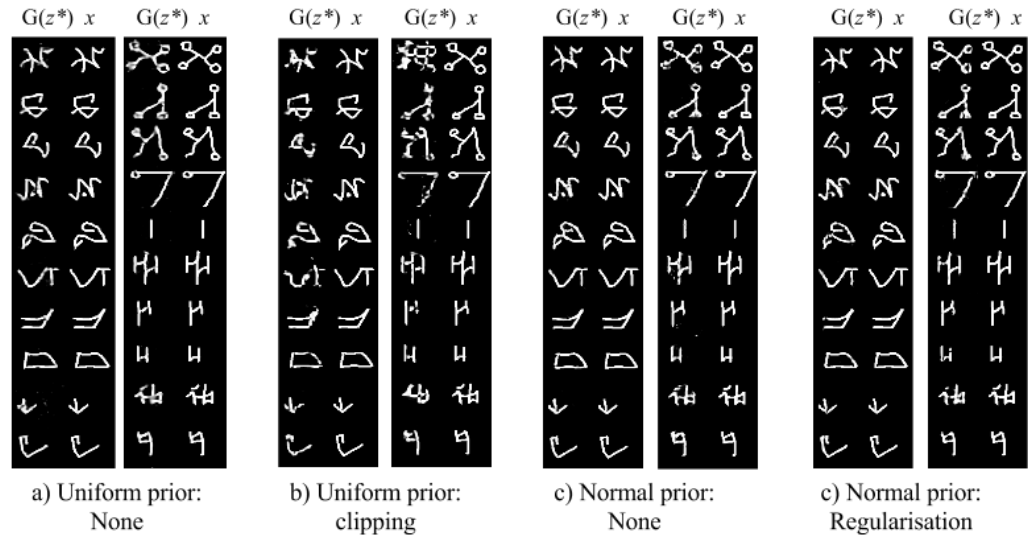 G(z*) x G(z*) x G(z*) x G(z*) x G(z*) x G(z*) x G(z*) x G(z*) x
a) Uniform prior:
None
b) Uniform prior:
clipping
c) Normal prior:
None
c) Normal prior:
Regularisation